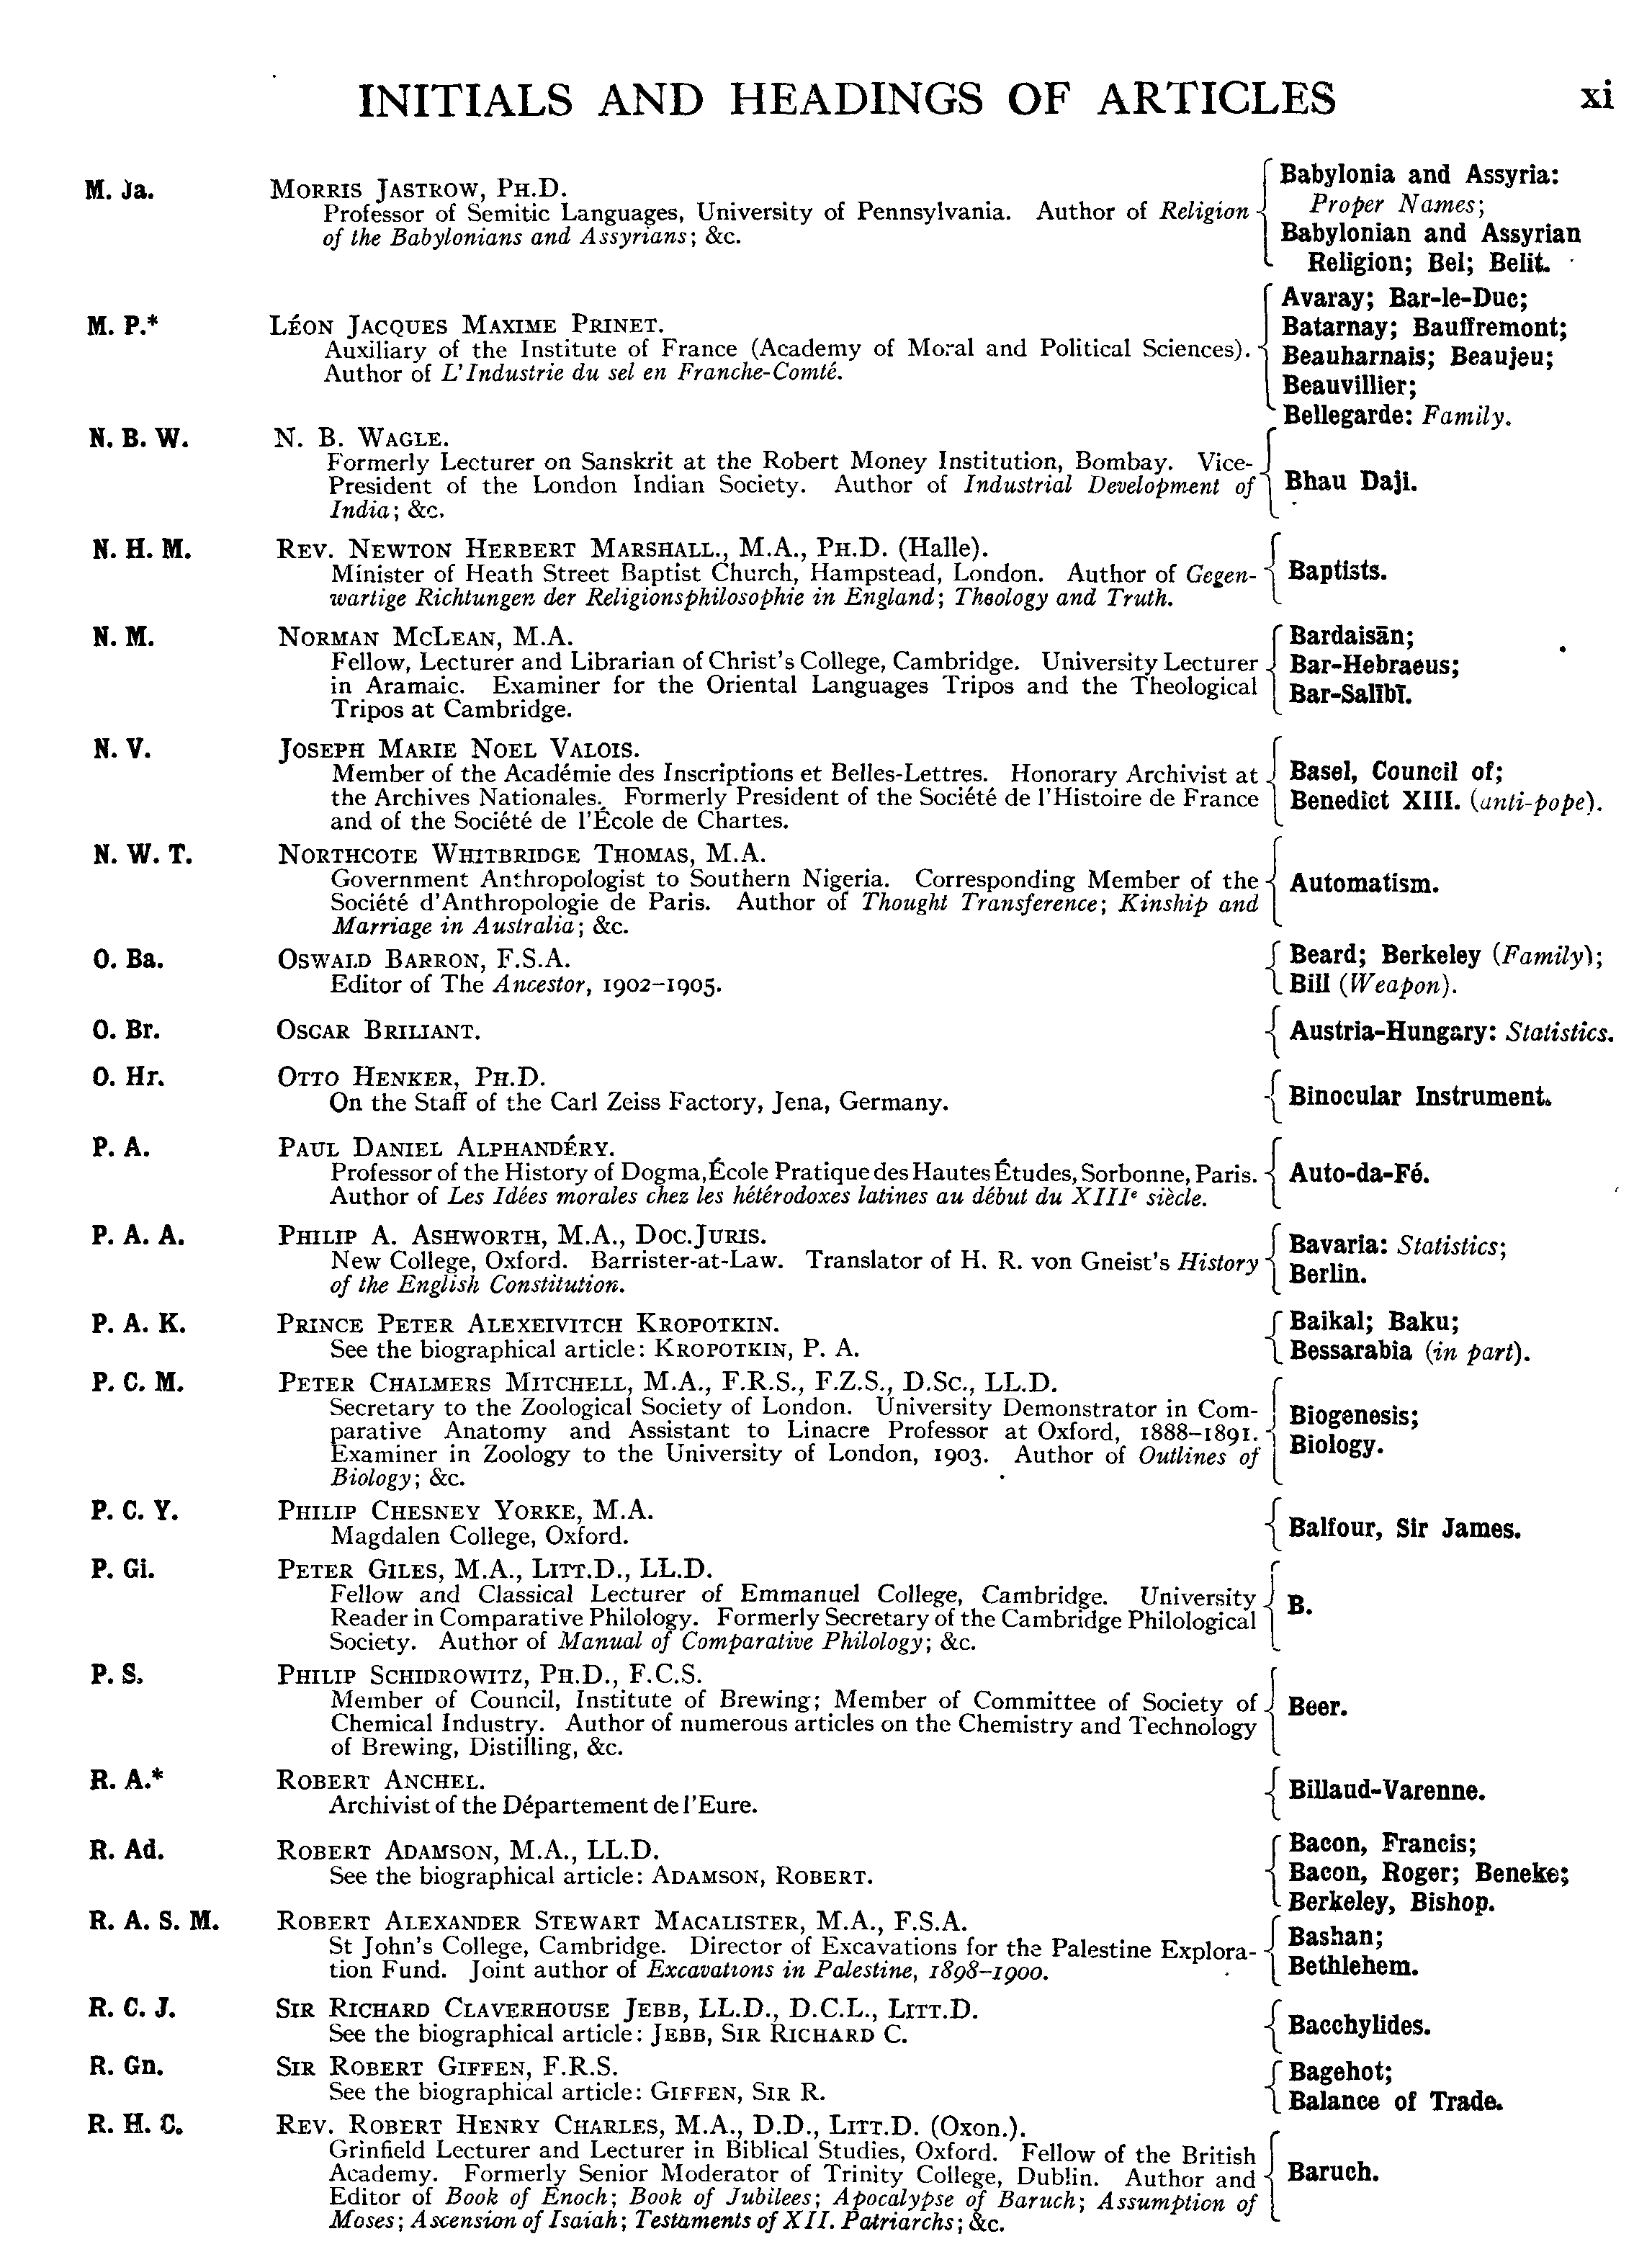 INITIALS AND HEADINGS OF ARTICLES xi
M. Ja.
MORRIS JASTROW, PH.D.
Professor of Semitic Languages, University of Pennsylvania. Author of Religion
of the Babylonians and Assyrians; &c.
Babylonia and Assyria:
Proper Names;
Babylonian and Assyrian
Religion; Bel; Belit.
M. P.*
LÉON JACQUES MAXIME PRINET.
Auxiliary of the Institute of France (Academy of Moral and Political Sciences).
Author of L'Industrie du sel en Franche-Comté.
Avaray; Bar-le-Duc;
Batarnay; Bauffremont;
Beauharnais; Beaujeu;
Beauvillier;
Bellegarde: Family.
N. B. W.
N. B. WAGLE.
Formerly Lecturer on Sanskrit at the Robert Money Institution, Bombay. Vice-
President of the London Indian Society. Author of Industrial Development of
India; &c.
Bhau Daji.
N. H. M.
REV. NEWTON HERBERT MARSHALL., M.A., PH.D. (Halle).
Minister of Heath Street Baptist Church, Hampstead, London. Author of Gegen-
wartige Richtungen der Religionsphilosophie in England; Theology and Truth.
Baptists.
N. M.
NORMAN MCLEAN, M.A.
Fellow, Lecturer and Librarian of Christ's College, Cambridge. University Lecturer
in Aramaic. Examiner for the Oriental Languages Tripos and the Theological
Tripos at Cambridge.
Bardaisān;
Bar-Hebraeus;
Bar-Salībī.
N. V.
JOSEPH MARIE NOEL VALOIS.
Member of the Académie des Inscriptions et Belles-Lettres. Honorary Archivist at
the Archives Nationales. Formerly President of the Société de l'Histoire de France
and of the Société de l'École de Chartes.
Basel, Council of;
Benedict XIII. (anti-pope).
N. W. T.
NORTHCOTE WHITBRIDGE THOMAS, M.A.
Government Anthropologist to Southern Nigeria. Corresponding Member of the
Société d'Anthropologie de Paris. Author of Thought Transference; Kinship and
Marriage in Australia; &c.
Automatism.
O. Ba.
OSWALD BARRON, F.S.A.
Editor of The Ancestor, 1902–1905.
Beard; Berkeley (Family);
Bill (Weapon).
O. Br.
OSCAR BRILIANT.
Austria-Hungary: Statistics.
O. Hr.
OTTO HENKER, PH.D.
On the Staff of the Carl Zeiss Factory, Jena, Germany.
Binocular Instrument.
P. A.
PAUL DANIEL ALPHANDÉRY.
Professor of the History of Dogma, École Pratique des Hautes Études, Sorbonne, Paris.
Author of Les Idées morales chez les hétérodoxes latines au début du XIIIe siècle.
Auto-da-Fé.
P. A. A.
PHILIP A. ASHWORTH, M.A., DOC.JURIS.
New College, Oxford. Barrister-at-Law. Translator of H. R. von Gneist's History
of the English Constitution.
Bavaria: Statistics;
Berlin.
P. A. K.
PRINCE PETER ALEXEIVITCH KROPOTKIN.
See the biographical article: KROPOTKIN, P. A.
Baikal; Baku;
Bessarabia (in part).
P. C. M.
PETER CHALMERS MITCHELL, M.A., F.R.S., F.Z.S., D.SC., LL.D.
Secretary to the Zoological Society of London. University Demonstrator in Com-
parative Anatomy and Assistant to Linacre Professor at Oxford, 1888–1891.
Examiner in Zoology to the University of London, 1903. Author of Outlines of
Biology; &c.
Biogenesis;
Biology.
P. C. Y.
PHILIP CHESNEY YORKE, M.A.
Magdalen College, Oxford.
Balfour, Sir James.
P. Gi.
PETER GILES, M.A., LITT.D., LL.D.
Fellow and Classical Lecturer of Emmanuel College, Cambridge. University
Reader in Comparative Philology. Formerly Secretary of the Cambridge Philological
Society. Author of Manual of Comparative Philology; &c.
B.
P. S.
PHILIP SCHIDROWITZ, PH.D., F.C.S.
Member of Council, Institute of Brewing; Member of Committee of Society of
Chemical Industry. Author of numerous articles on the Chemistry and Technology
of Brewing, Distilling, &c.
Beer.
R. A.*
ROBERT ANCHEL.
Archivist of the Département de l'Eure.
Billaud-Varenne.
R. Ad.
ROBERT ADAMSON, M.A., LL.D.
See the biographical article: ADAMSON, ROBERT.
Bacon, Francis;
Bacon, Roger; Beneke;
Berkeley, Bishop.
R. A. S. M.
ROBERT ALEXANDER STEWART MACALISTER, M.A., F.S.A.
St John's College, Cambridge. Director of Excavations for the Palestine Explora-
tion Fund. Joint author of Excavations in Palestine, 1898–1900.
Bashan;
Bethlehem.
R. C. J.
SIR RICHARD CLAVERHOUSE JEBB, LL.D., D.C.L., LITT.D.
See the biographical article: JEBB, SIR RICHARD C.
Bacchylides.
R. Gn.
SIR ROBERT GIFFEN, F.R.S.
See the biographical article: GIFFEN, SIR R.
Bagehot;
Balance of Trade.
R. H. C.
REV. ROBERT HENRY CHARLES, M.A., D.D., LITT.D. (Oxon.).
Grinfield Lecturer and Lecturer in Biblical Studies, Oxford. Fellow of the British
Academy. Formerly Senior Moderator of Trinity College, Dublin. Author and
Editor of Book of Enoch; Book of Jubilees; Apocalypse of Baruch; Assumption of
Moses; Ascension of Isaiah; Testaments of XII. Patriarchs; &c.
Baruch.